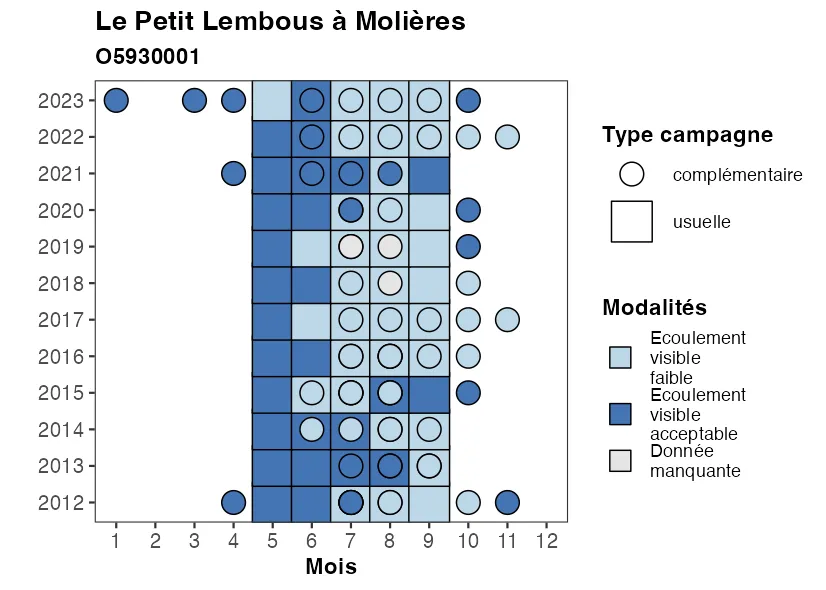 Le Petit Lembous à Molières
O5930001
2023
2022
2021
2020
2019
2018
2017
2016
2015
2014
2013
2012
1 2 3 4 5 6 7 8 9 10 11 12
Mois
Type campagne
complémentaire
usuelle
Modalités
Ecoulement
visible
faible
Ecoulement
visible
acceptable
Donnée
manquante